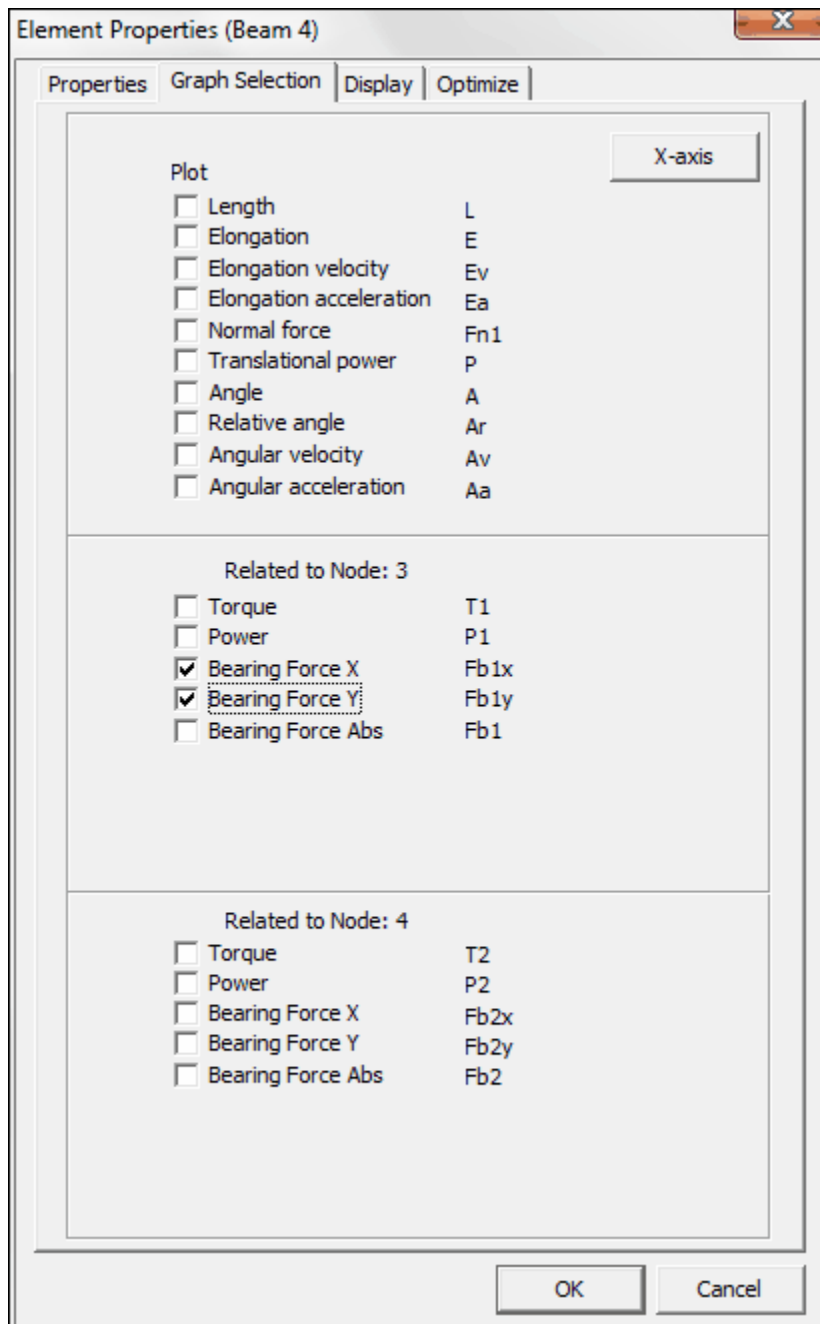 Element Properties (Beam 4)
Properties Graph Selection Display Optimize
X-axis
Plot
Length L
Elongation E
Elongation velocity Ev
Elongation acceleration Ea
Normal force Fn1
Translational power P
Angle A
Relative angle Ar
Angular velocity Av
Angular acceleration Aa
Related to Node: 3
Torque T1
Power P1
Bearing Force X Fb1x
Bearing Force Y Fb1y
Bearing Force Abs Fb1
Related to Node: 4
Torque T2
Power P2
Bearing Force X Fb2x
Bearing Force Y Fb2y
Bearing Force Abs Fb2
OK Cancel